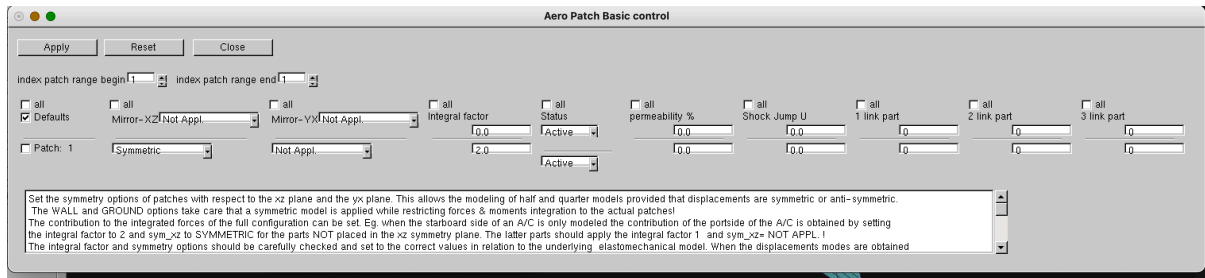 Aero Patch Basic control
Apply Reset Close
index patch range begin 1 index patch range end 1
all all all all all all all all all all
Defaults Mirror-XZ Not Appl. Mirror-YX Not Appl. Integral factor Status permeability % Shock Jump U 1 link part 2 link part 3 link part
0.0 Active 0.0 0.0 0 0 0
Patch: 1 Symmetric Not Appl. 2.0 Active 0.0 0.0 0 0 0
Set the symmetry options of patches with respect to the xz plane and the yx plane. This allows the modeling of half and quarter models provided that displacements are symmetric or anti-symmetric.
The WALL and GROUND options take care that a symmetric model is applied while restricting forces & moments integration to the actual patches!
The contribution to the integrated forces of the full configuration can be set. Eg. when the starboard side of an A/C is only modeled the contribution of the portside of the A/C is obtained by setting
the integral factor to 2 and sym_xz to SYMMETRIC for the parts NOT placed in the xz symmetry plane. The latter parts should apply the integral factor 1 and sym_xz= NOT APPL. !
The integral factor and symmetry options should be carefully checked and set to the correct values in relation to the underlying elastomechanical model. When the displacements modes are obtained